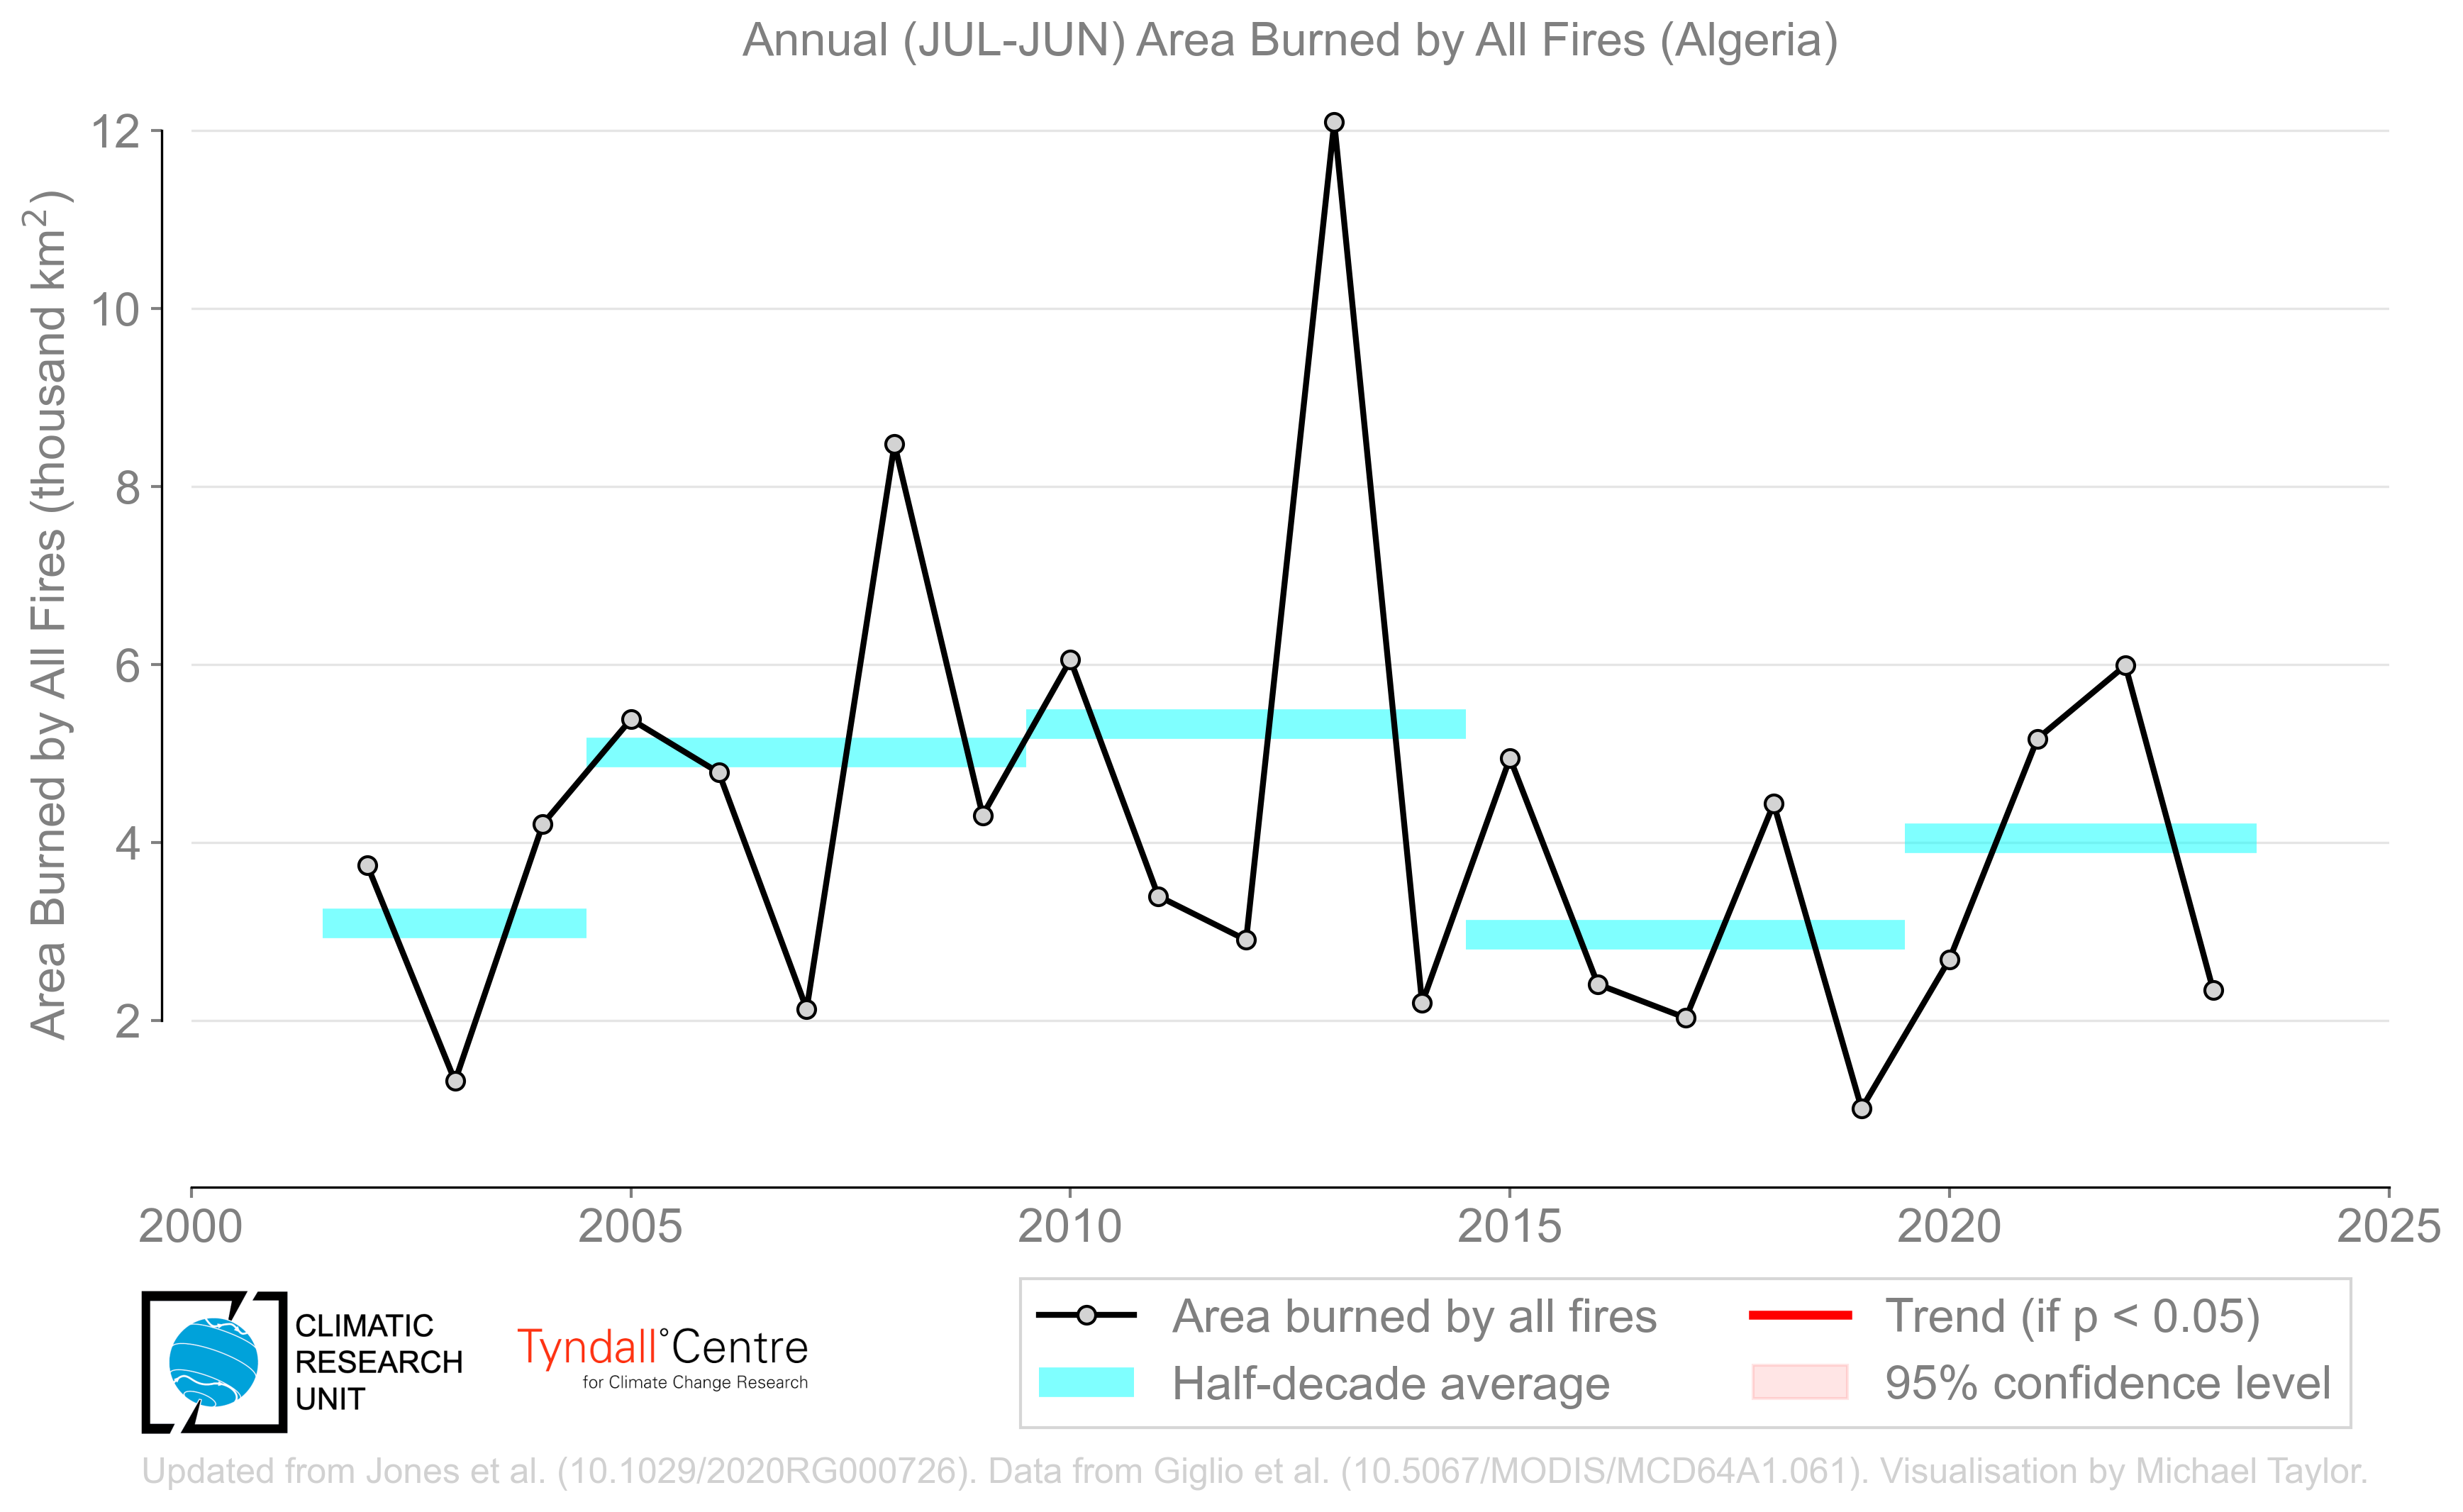 Annual (JUL-JUN) Area Burned by All Fires (Algeria)
Area Burned by All Fires (thousand km²)
12
10
8
6
4
2
2000 2005 2010 2015 2020 2025
CLIMATIC
RESEARCH
UNIT
Tyndall°Centre
for Climate Change Research
Area burned by all fires
Half-decade average
Trend (if p < 0.05)
95% confidence level
Updated from Jones et al. (10.1029/2020RG000726). Data from Giglio et al. (10.5067/MODIS/MCD64A1.061). Visualisation by Michael Taylor.